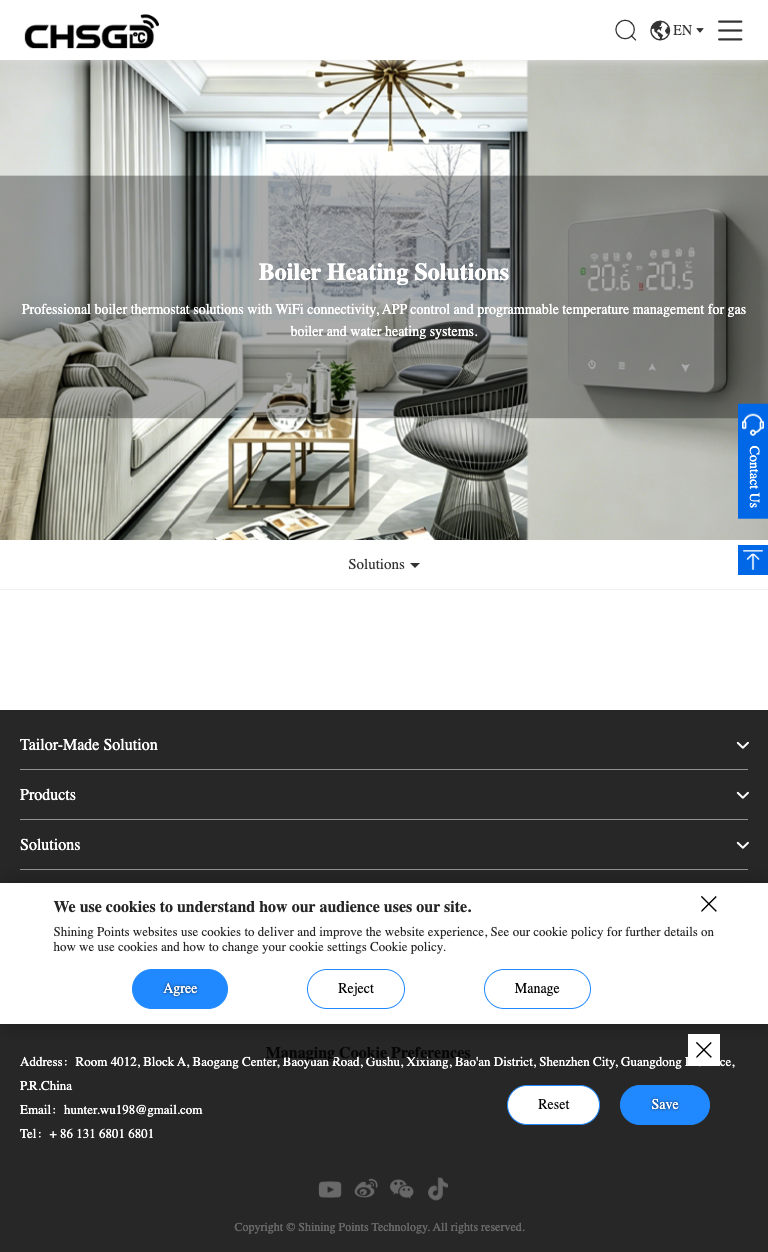 CHSGD °C
EN
20.6 20.5
Boiler Heating Solutions
Professional boiler thermostat solutions with WiFi connectivity, APP control and programmable temperature management for gas
boiler and water heating systems.
Contact Us
Solutions
Tailor-Made Solution
Products
Solutions
We use cookies to understand how our audience uses our site.
Shining Points websites use cookies to deliver and improve the website experience, See our cookie policy for further details on
how we use cookies and how to change your cookie settings Cookie policy.
Agree Reject Manage
Managing Cookie Preferences
Address： Room 4012, Block A, Baogang Center, Baoyuan Road, Gushu, Xixiang, Bao'an District, Shenzhen City, Guangdong
P.R.China
Email： hunter.wu198@gmail.com
Tel： + 86 131 6801 6801
Reset Save
Copyright © Shining Points Technology. All rights reserved.